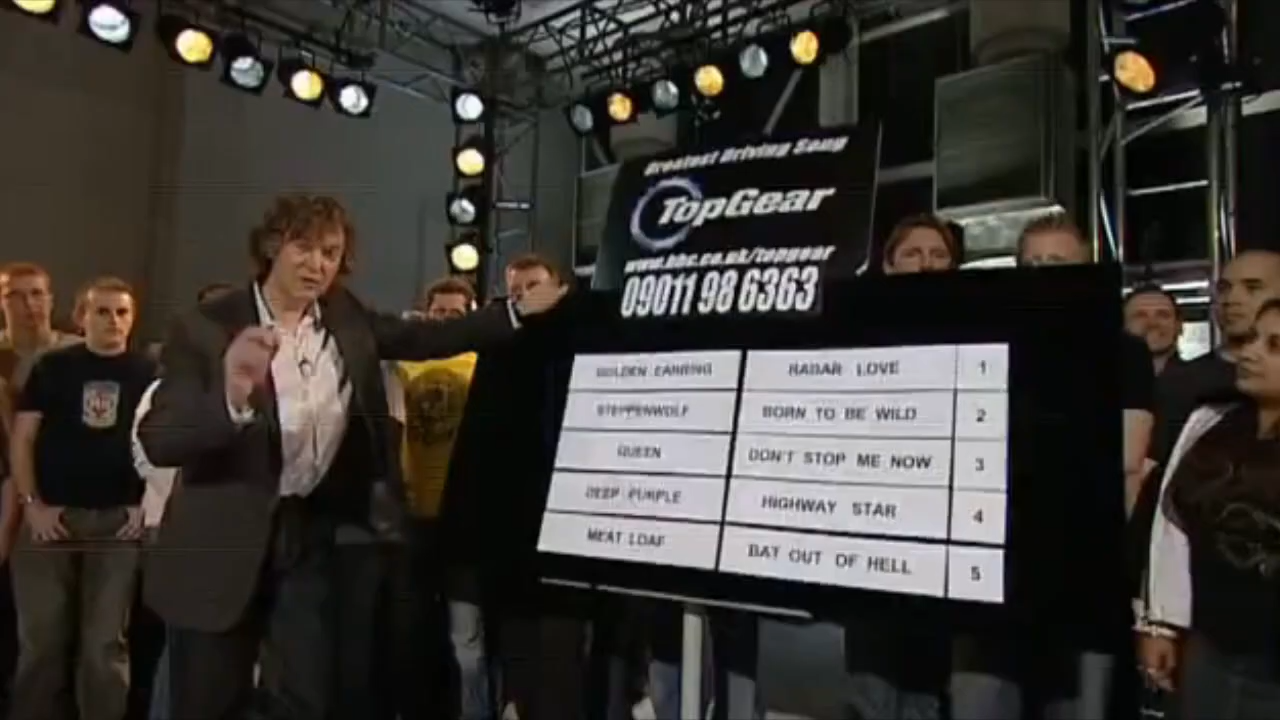 Greatest Driving Song
TopGear
www.bbc.co.uk/topgear
09011 98 6363
GOLDEN EARRING RADAR LOVE 1
STEPPENWOLF BORN TO BE WILD 2
QUEEN DON'T STOP ME NOW 3
DEEP PURPLE HIGHWAY STAR 4
MEAT LOAF BAT OUT OF HELL 5